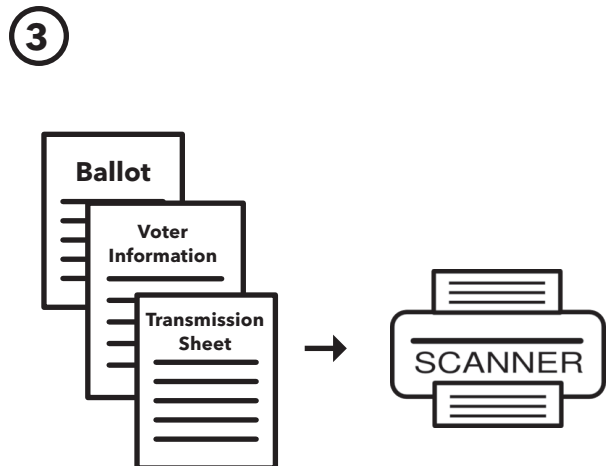 3
Ballot
Voter
Information
Transmission
Sheet
SCANNER